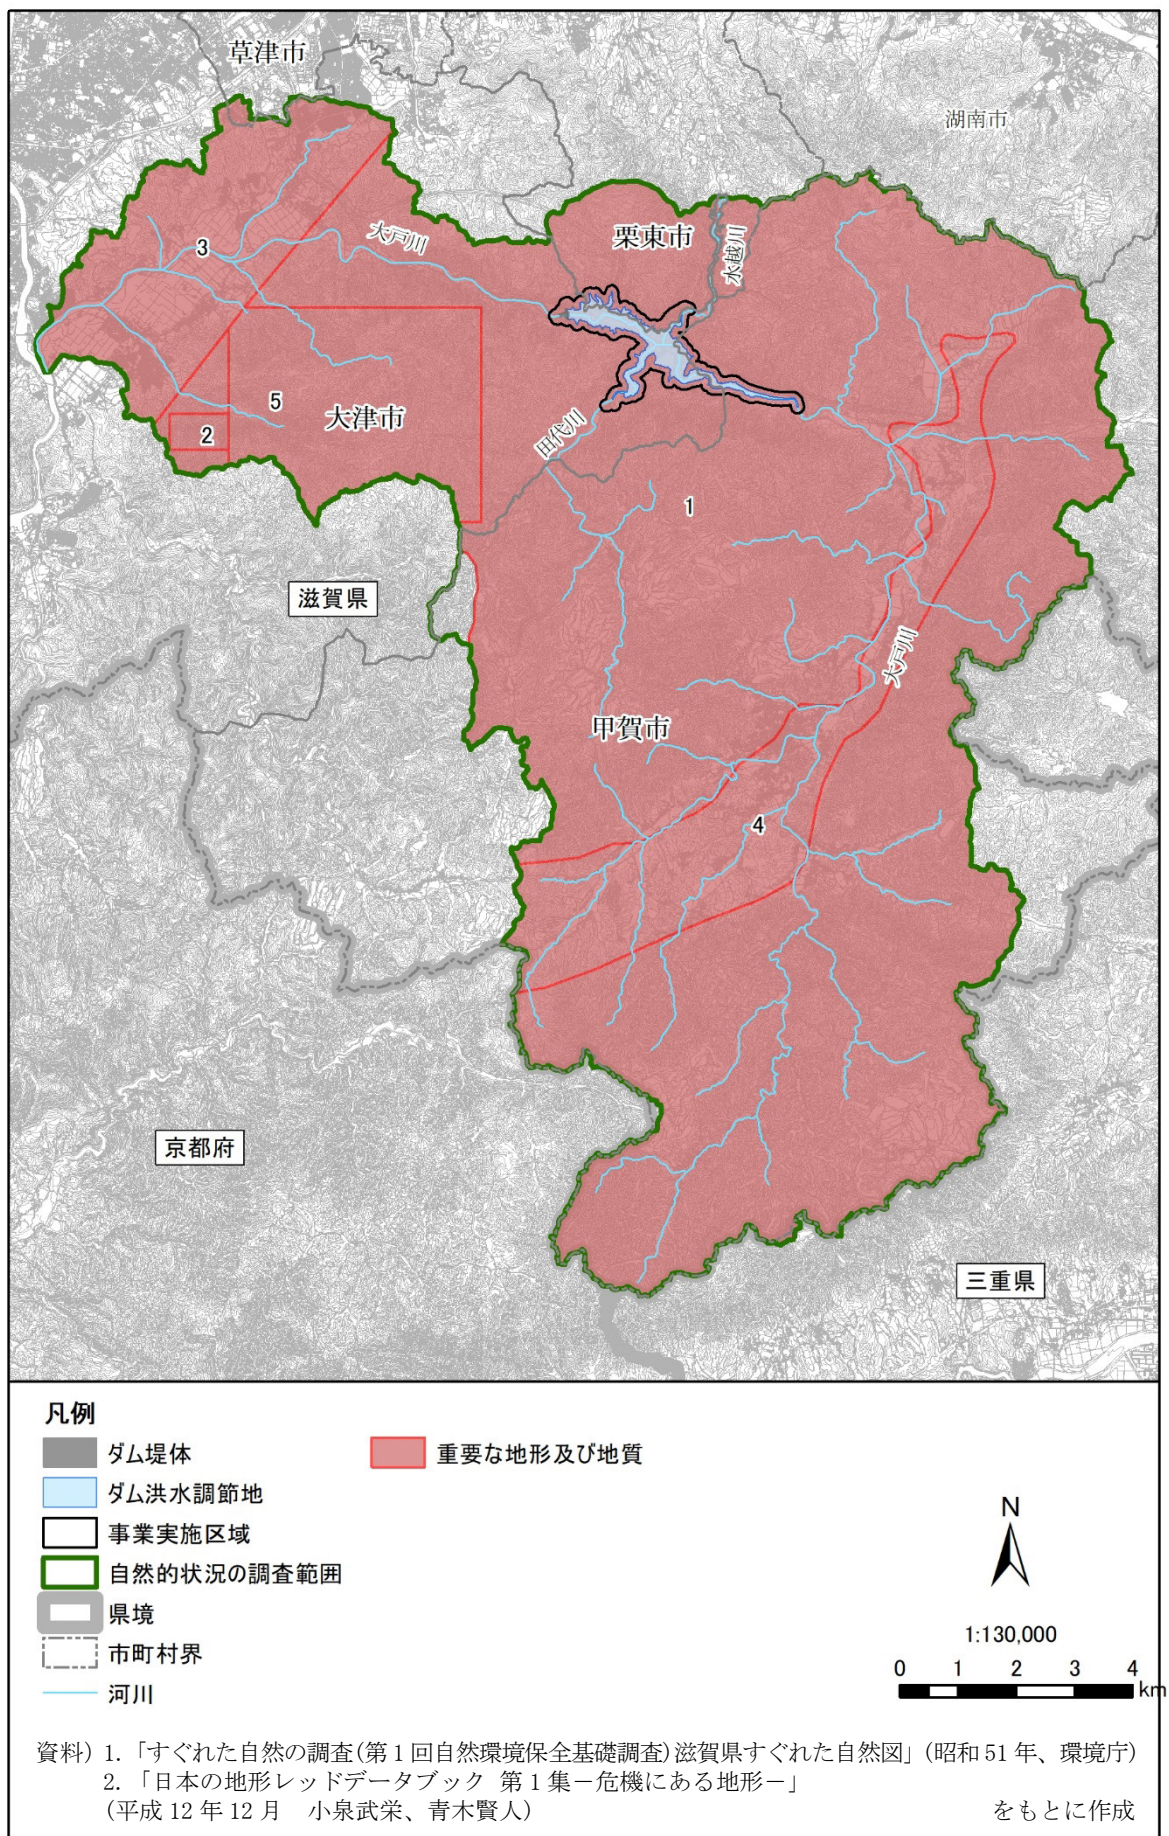 草津市
湖南市
大戸川
栗東市
水越川
3
5
大津市
2
田代川
1
滋賀県
大戸川
甲賀市
4
京都府
三重県
凡例
ダム堤体
重要な地形及び地質
ダム洪水調節地
事業実施区域
自然的状況の調査範囲
県境
市町村界
河川
N
1:130,000
0 1 2 3 4
km
資料) 1.「すぐれた自然の調査(第1回自然環境保全基礎調査)滋賀県すぐれた自然図」(昭和51年、環境庁)
2.「日本の地形レッドデータブック 第1集－危機にある地形－」
(平成12年12月 小泉武栄、青木賢人) をもとに作成